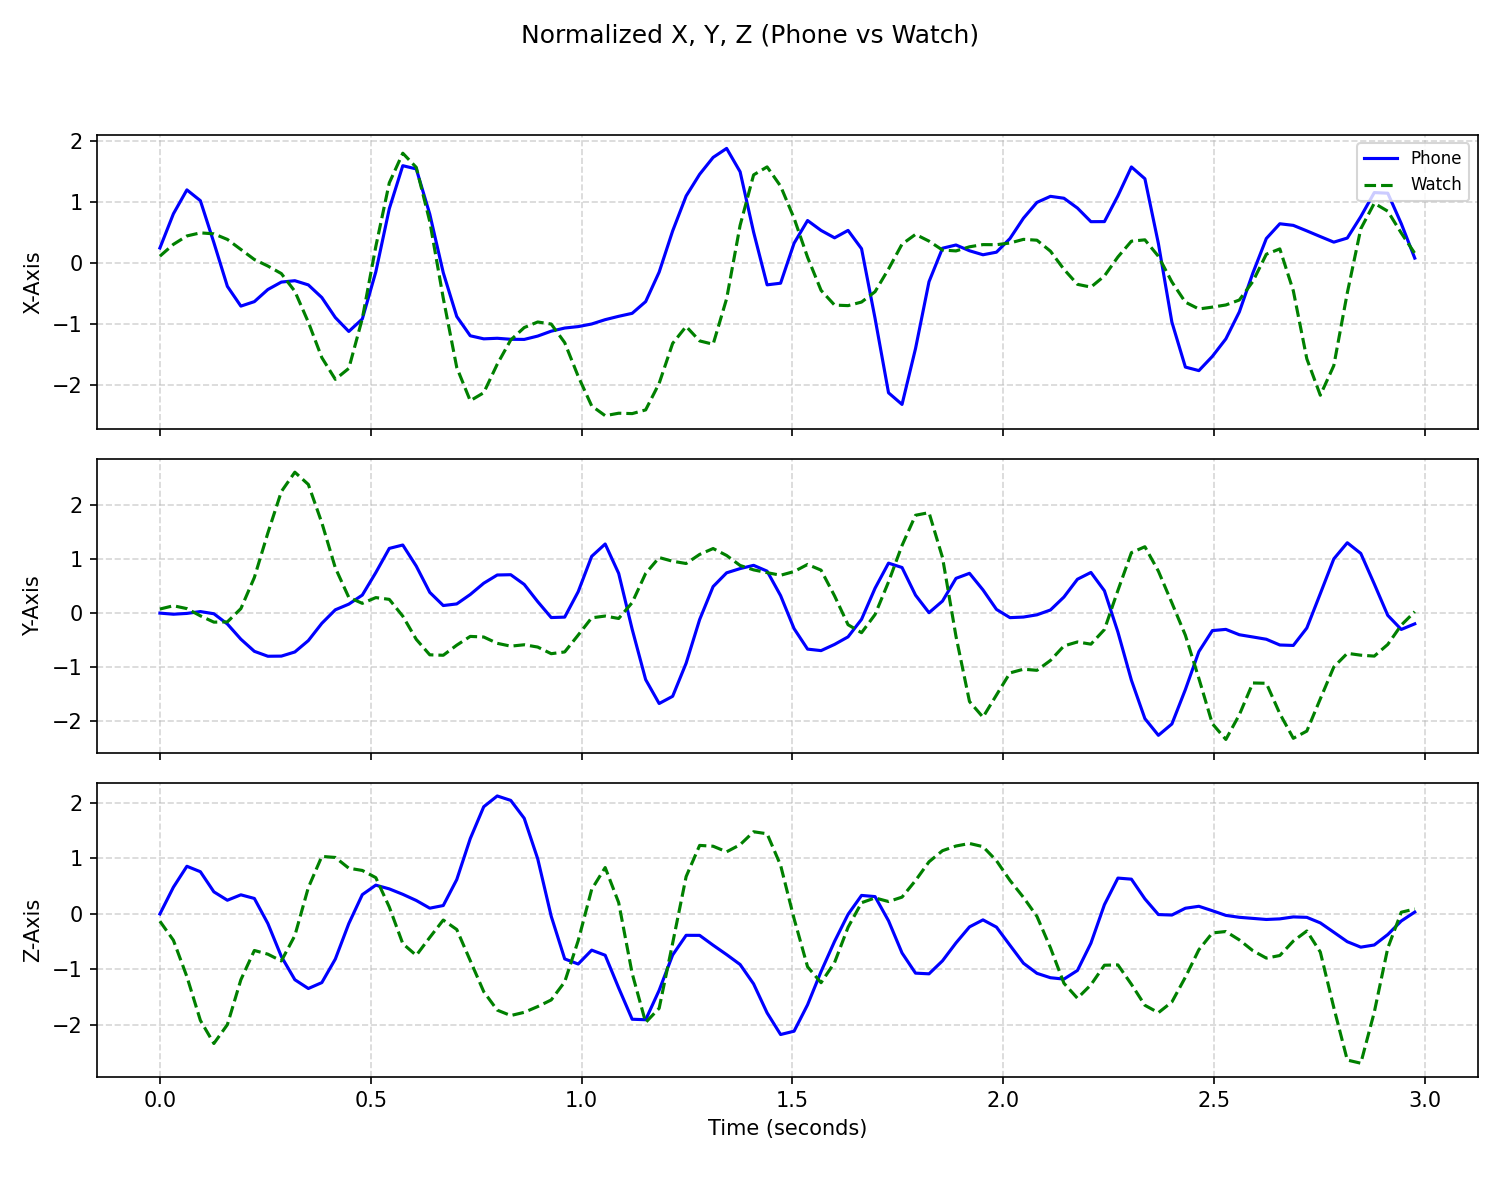 Normalized X, Y, Z (Phone vs Watch)
2
1
0
−1
−2
X-Axis
Phone
Watch
2
1
0
−1
−2
Y-Axis
2
1
0
−1
−2
Z-Axis
0.0 0.5 1.0 1.5 2.0 2.5 3.0
Time (seconds)